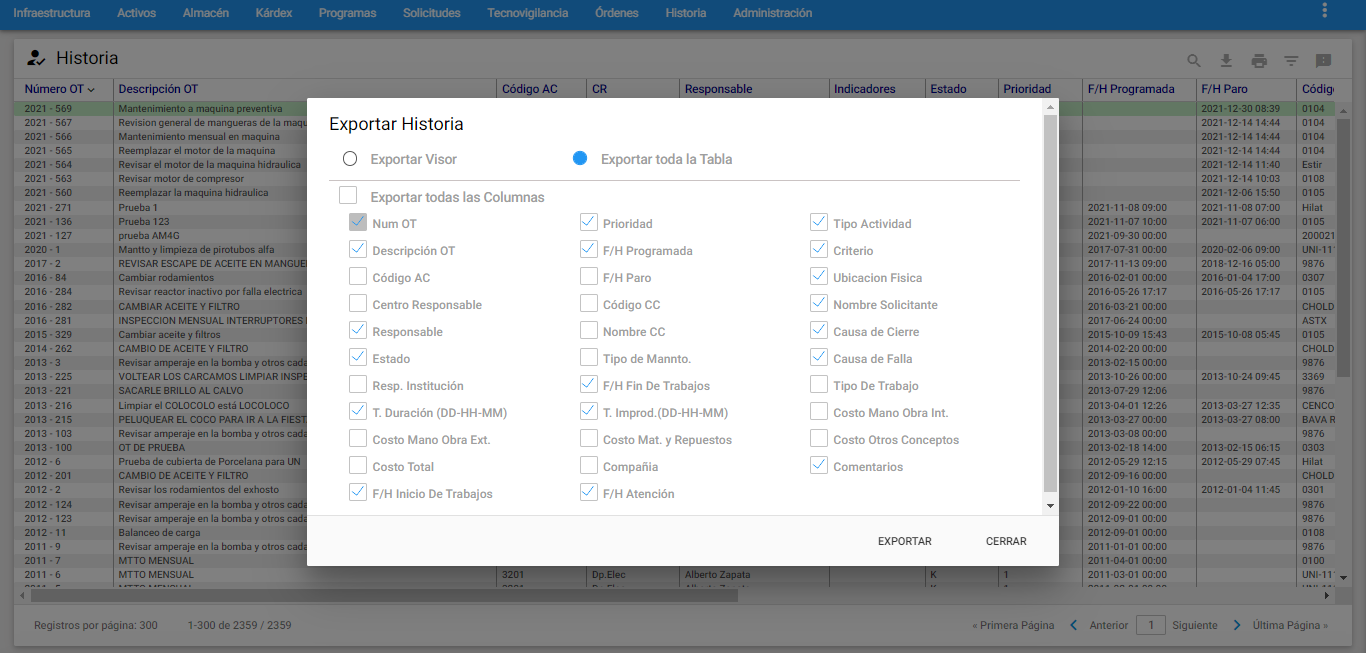 Infraestructura Activos Almacén Kárdex Programas Solicitudes Tecnovigilancia Órdenes Historia Administración
Historia
Número OT Descripción OT Código AC CR Responsable Indicadores Estado Prioridad F/H Programada F/H Paro Códig
2021 - 569 Mantenimiento a maquina preventiva 2021-12-30 08:39 0104
2021 - 567 Revision general de mangueras de la maqu 2021-12-14 14:44 0104
2021 - 566 Mantenimiento mensual en maquina 2021-12-14 14:44 0104
2021 - 565 Reemplazar el motor de la maquina 2021-12-14 14:44 0104
2021 - 564 Revisar el motor de la maquina hidraulica 2021-12-14 11:40 Estir
2021 - 563 Revisar motor de compresor 2021-12-14 10:03 0108
2021 - 560 Reemplazar la maquina hidraulica 2021-12-06 15:50 0105
2021 - 271 Prueba 1 2021-11-08 09:00 2021-11-08 07:00 Hilat
2021 - 136 Prueba 123 2021-11-07 10:00 2021-11-07 06:00 0105
2021 - 127 prueba AM4G 2021-09-30 00:00 200021
2020 - 1 Mantto y limpieza de pirotubos alfa 2017-07-31 00:00 2020-02-06 09:00 UNI-11
2017 - 2 REVISAR ESCAPE DE ACEITE EN MANGUE 2017-11-13 09:00 2018-12-16 05:00 9876
2016 - 84 Cambiar rodamientos 2016-02-01 00:00 2016-01-04 17:00 0307
2016 - 284 Revisar reactor inactivo por falla electrica 2016-05-26 17:17 2016-05-26 17:17 0105
2016 - 282 CAMBIAR ACEITE Y FILTRO 2016-03-21 00:00 CHOLD
2016 - 281 INSPECCION MENSUAL INTERRUPTORES 2017-06-24 00:00 ASTX
2015 - 329 Cambiar aceite y filtros 2015-10-09 15:43 2015-10-08 05:45 0105
2014 - 262 CAMBIO DE ACEITE Y FILTRO 2014-02-20 00:00 CHOLD
2013 - 3 Revisar amperaje en la bomba y otros cada 2013-02-15 00:00 9876
2013 - 225 VOLTEAR LOS CARCAMOS LIMPIAR INSPE 2013-10-26 00:00 2013-10-24 09:45 3369
2013 - 221 SACARLE BRILLO AL CALVO 2013-07-29 12:06 9876
2013 - 216 Limpiar el COLOCOLO está LOCOLOCO 2013-04-01 12:26 2013-03-27 12:35 CENCO
2013 - 215 PELUQUEAR EL COCO PARA IR A LA FIEST 2013-03-27 00:00 2013-03-27 08:00 BAVA R
2013 - 103 Revisar amperaje en la bomba y otros cada 2013-03-08 00:00 9876
2013 - 100 OT DE PRUEBA 2013-02-18 14:00 2013-02-15 06:15 0303
2012 - 6 Prueba de cubierta de Porcelana para UN 2012-05-29 12:15 2012-05-29 07:45 Hilat
2012 - 201 CAMBIO DE ACEITE Y FILTRO 2012-09-16 00:00 CHOLD
2012 - 2 Revisar los rodamientos del exhosto 2012-01-10 16:00 2012-01-04 11:45 0301
2012 - 124 Revisar amperaje en la bomba y otros cada 2012-09-22 00:00 9876
2012 - 123 Revisar amperaje en la bomba y otros cada 2012-09-01 00:00 9876
2012 - 11 Balanceo de carga 2012-09-01 00:00 0108
2011 - 9 Revisar amperaje en la bomba y otros cada 2011-01-01 00:00 9876
2011 - 7 MTTO MENSUAL 2011-04-01 00:00 0100
2011 - 6 MTTO MENSUAL 3201 Dp.Elec Alberto Zapata K 1 2011-03-01 00:00 UNI-11
Exportar Historia
Exportar Visor Exportar toda la Tabla
Exportar todas las Columnas
Num OT Prioridad Tipo Actividad
Descripción OT F/H Programada Criterio
Código AC F/H Paro Ubicacion Fisica
Centro Responsable Código CC Nombre Solicitante
Responsable Nombre CC Causa de Cierre
Estado Tipo de Mannto. Causa de Falla
Resp. Institución F/H Fin De Trabajos Tipo De Trabajo
T. Duración (DD-HH-MM) T. Improd.(DD-HH-MM) Costo Mano Obra Int.
Costo Mano Obra Ext. Costo Mat. y Repuestos Costo Otros Conceptos
Costo Total Compañia Comentarios
F/H Inicio De Trabajos F/H Atención
EXPORTAR CERRAR
Registros por página: 300 1-300 de 2359 / 2359 « Primera Página Anterior 1 Siguiente Última Página »